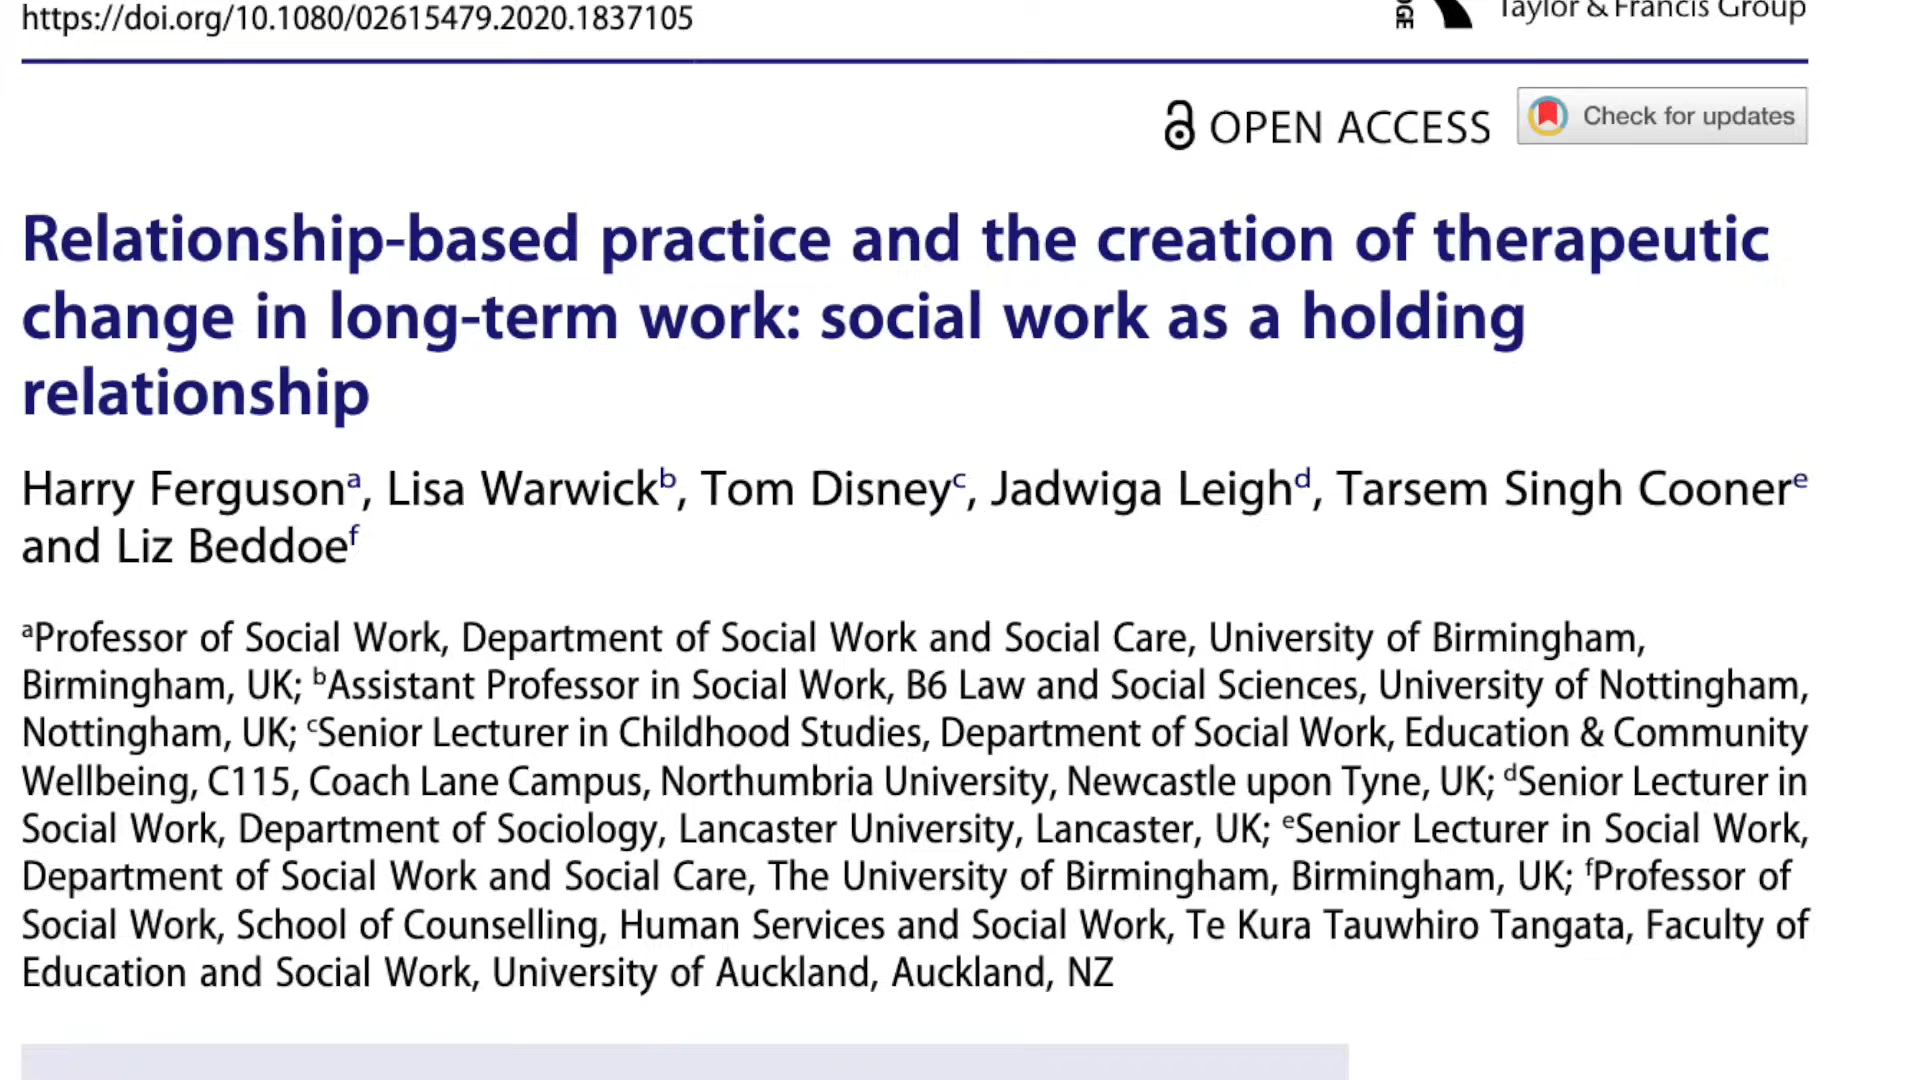 https://doi.org/10.1080/02615479.2020.1837105
Taylor & Francis Group
OPEN ACCESS
Check for updates
Relationship-based practice and the creation of therapeutic
change in long-term work: social work as a holding
relationship
Harry Fergusonᵃ, Lisa Warwickᵇ, Tom Disneyᶜ, Jadwiga Leighᵈ, Tarsem Singh Coonerᵉ
and Liz Beddoeᶠ
ᵃProfessor of Social Work, Department of Social Work and Social Care, University of Birmingham,
Birmingham, UK; ᵇAssistant Professor in Social Work, B6 Law and Social Sciences, University of Nottingham,
Nottingham, UK; ᶜSenior Lecturer in Childhood Studies, Department of Social Work, Education & Community
Wellbeing, C115, Coach Lane Campus, Northumbria University, Newcastle upon Tyne, UK; ᵈSenior Lecturer in
Social Work, Department of Sociology, Lancaster University, Lancaster, UK; ᵉSenior Lecturer in Social Work,
Department of Social Work and Social Care, The University of Birmingham, Birmingham, UK; ᶠProfessor of
Social Work, School of Counselling, Human Services and Social Work, Te Kura Tauwhiro Tangata, Faculty of
Education and Social Work, University of Auckland, Auckland, NZ